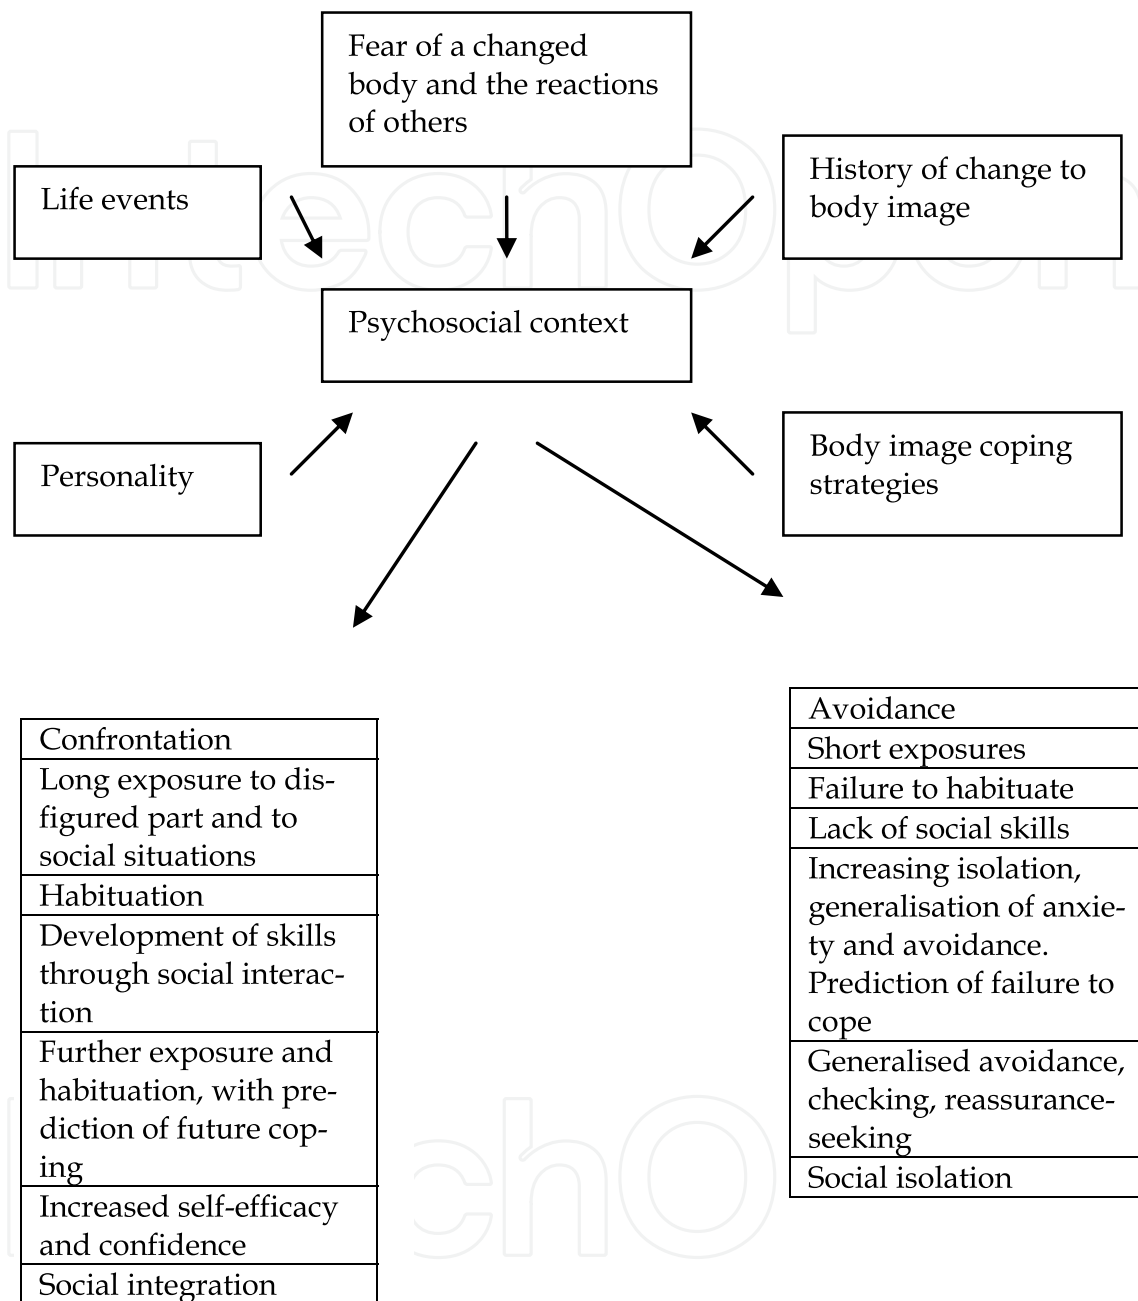 Fear of a changed
body and the reactions
of others
Life events
History of change to
body image
Psychosocial context
Personality
Body image coping
strategies
Confrontation
Long exposure to dis-
figured part and to
social situations
Habituation
Development of skills
through social interac-
tion
Further exposure and
habituation, with pre-
diction of future cop-
ing
Increased self-efficacy
and confidence
Social integration
Avoidance
Short exposures
Failure to habituate
Lack of social skills
Increasing isolation,
generalisation of anxie-
ty and avoidance.
Prediction of failure to
cope
Generalised avoidance,
checking, reassurance-
seeking
Social isolation
IntechOpen